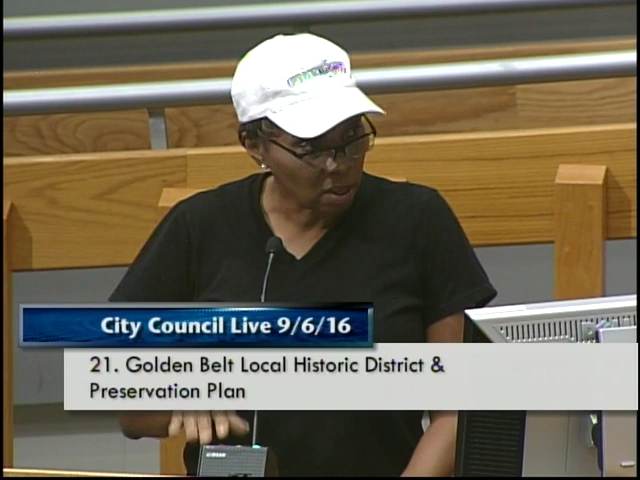 City Council Live 9/6/16
21. Golden Belt Local Historic District &
Preservation Plan